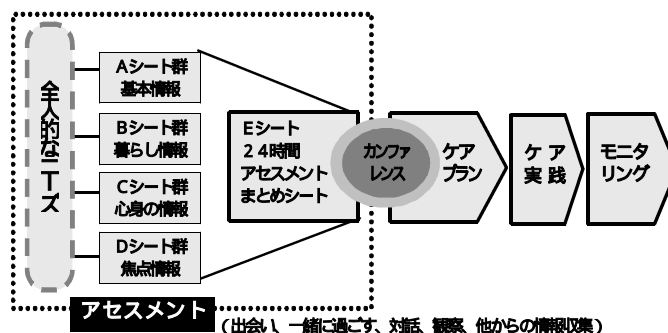 全人的なニーズ
Aシート群
基本情報
Bシート群
暮らし情報
Cシート群
心身の情報
Dシート群
焦点情報
Eシート
24時間
アセスメント
まとめシート
カンファ
レンス
ケア
プラン
ケア
実践
モニタ
リング
アセスメント
(出会い、一緒に過ごす、対話、観察、他からの情報収集)